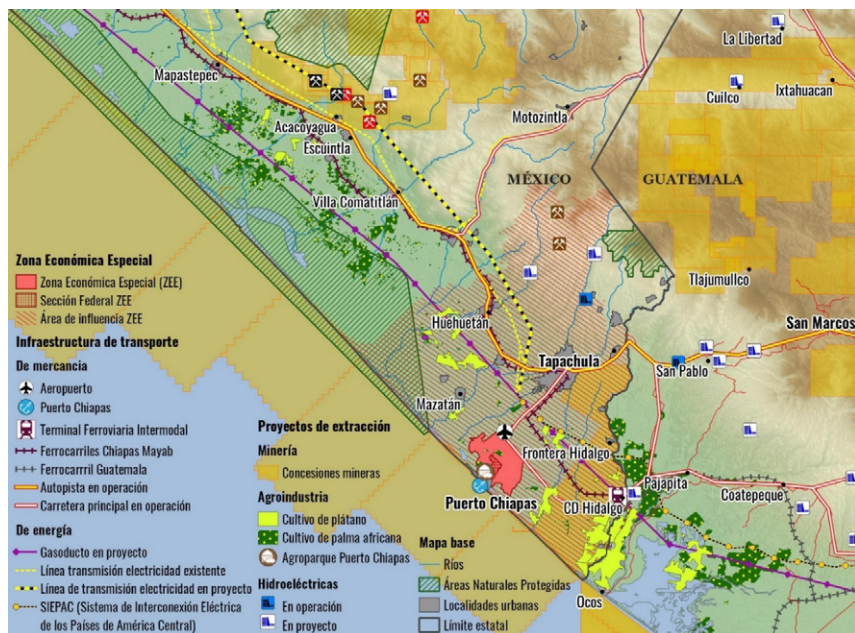 La Libertad
Mapastepec
Cuilco
Ixtahuacan
Motozintla
Acacoyagua
Escuintla
MÉXICO
GUATEMALA
Villa Comatitlán
Tlajumullco
Huehuetán
San Marcos
Tapachula
San Pablo
Mazatán
Frontera Hidalgo
Pajapita
Coatepeque
Puerto Chiapas
CD Hidalgo
Ocos
Zona Económica Especial
Zona Económica Especial (ZEE)
Sección Federal ZEE
Área de influencia ZEE
Infraestructura de transporte
De mercancia
Aeropuerto
Puerto Chiapas
Terminal Ferroviaria Intermodal
Ferrocarriles Chiapas Mayab
Ferrocarrril Guatemala
Autopista en operación
Carretera principal en operación
De energía
Gasoducto en proyecto
Línea transmisión electricidad existente
Línea de transmisión electricidad en proyecto
SIEPAC (Sistema de Interconexión Eléctrica
de los Países de América Central)
Proyectos de extracción
Minería
Concesiones mineras
Agroindustria
Cultivo de plátano
Cultivo de palma africana
Agroparque Puerto Chiapas
Hidroeléctricas
En operación
En proyecto
Mapa base
Ríos
Áreas Naturales Protegidas
Localidades urbanas
Límite estatal